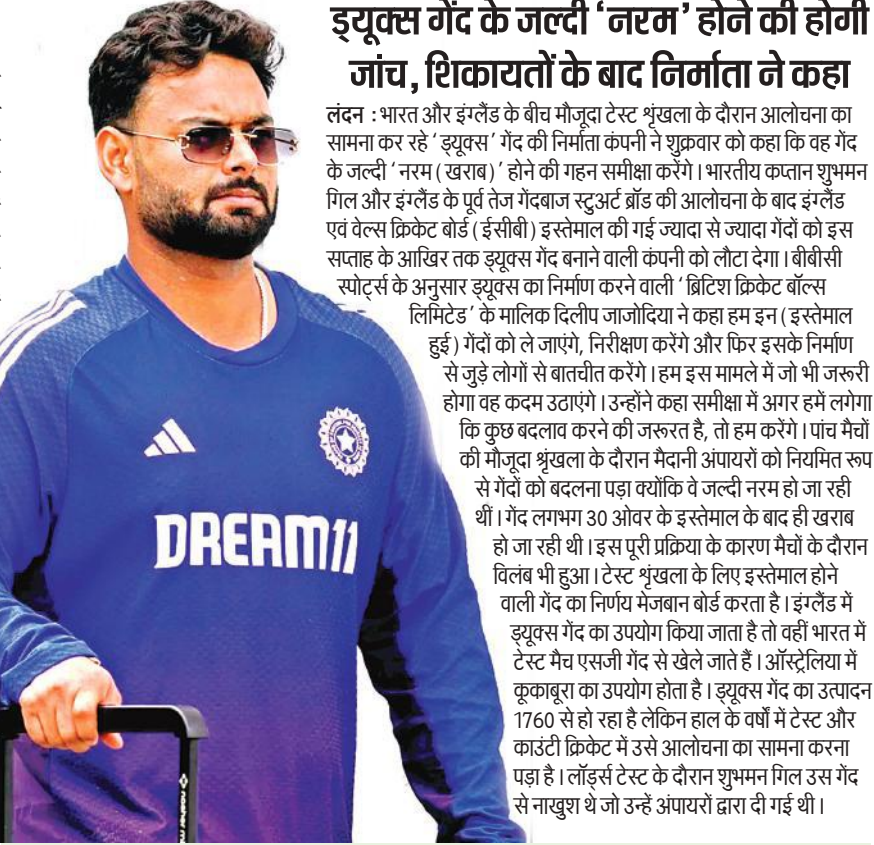 ड्यूक्स गेंद के जल्दी ‘नरम’ होने की होगी
जांच, शिकायतों के बाद निर्माता ने कहा
लंदन : भारत और इंग्लैंड के बीच मौजूदा टेस्ट शृंखला के दौरान आलोचना का
सामना कर रहे ‘ड्यूक्स’ गेंद की निर्माता कंपनी ने शुक्रवार को कहा कि वह गेंद
के जल्दी ‘नरम (खराब)’ होने की गहन समीक्षा करेंगे। भारतीय कप्तान शुभमन
गिल और इंग्लैंड के पूर्व तेज गेंदबाज स्टुअर्ट ब्रॉड की आलोचना के बाद इंग्लैंड
एवं वेल्स क्रिकेट बोर्ड (ईसीबी) इस्तेमाल की गई ज्यादा से ज्यादा गेंदों को इस
सप्ताह के आखिर तक ड्यूक्स गेंद बनाने वाली कंपनी को लौटा देगा। बीबीसी
स्पोर्ट्स के अनुसार ड्यूक्स का निर्माण करने वाली ‘ब्रिटिश क्रिकेट बॉल्स
लिमिटेड’ के मालिक दिलीप जाजोदिया ने कहा हम इन (इस्तेमाल
हुई) गेंदों को ले जाएंगे, निरीक्षण करेंगे और फिर इसके निर्माण
से जुड़े लोगों से बातचीत करेंगे। हम इस मामले में जो भी जरूरी
होगा वह कदम उठाएंगे। उन्होंने कहा समीक्षा में अगर हमें लगेगा
कि कुछ बदलाव करने की जरूरत है, तो हम करेंगे। पांच मैचों
की मौजूदा श्रृंखला के दौरान मैदानी अंपायरों को नियमित रूप
से गेंदों को बदलना पड़ा क्योंकि वे जल्दी नरम हो जा रही
थीं। गेंद लगभग 30 ओवर के इस्तेमाल के बाद ही खराब
हो जा रही थी। इस पूरी प्रक्रिया के कारण मैचों के दौरान
विलंब भी हुआ। टेस्ट शृंखला के लिए इस्तेमाल होने
वाली गेंद का निर्णय मेजबान बोर्ड करता है। इंग्लैंड में
ड्यूक्स गेंद का उपयोग किया जाता है तो वहीं भारत में
टेस्ट मैच एसजी गेंद से खेले जाते हैं। ऑस्ट्रेलिया में
कूकाबूरा का उपयोग होता है। ड्यूक्स गेंद का उत्पादन
1760 से हो रहा है लेकिन हाल के वर्षों में टेस्ट और
काउंटी क्रिकेट में उसे आलोचना का सामना करना
पड़ा है। लॉर्ड्स टेस्ट के दौरान शुभमन गिल उस गेंद
से नाखुश थे जो उन्हें अंपायरों द्वारा दी गई थी।
DREAM11